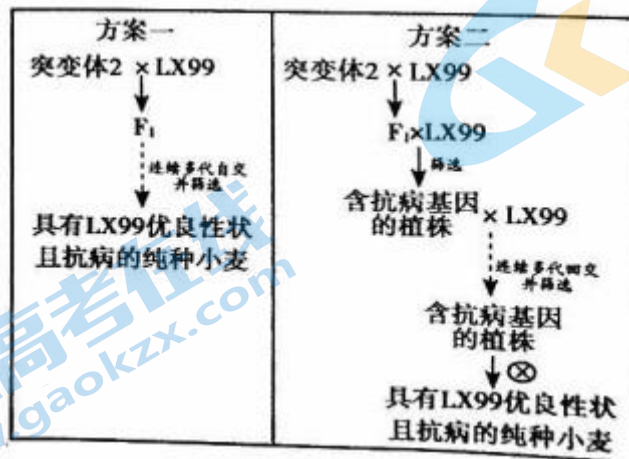 方案一
突变体2 × LX99
F₁
连续多代自交
并筛选
具有LX99优良性状
且抗病的纯种小麦
方案二
突变体2 × LX99
F₁×LX99
筛选
含抗病基因
的植株 × LX99
连续多代回交
并筛选
含抗病基因
的植株
⊗
具有LX99优良性状
且抗病的纯种小麦
高考在线
.gaokzx.com